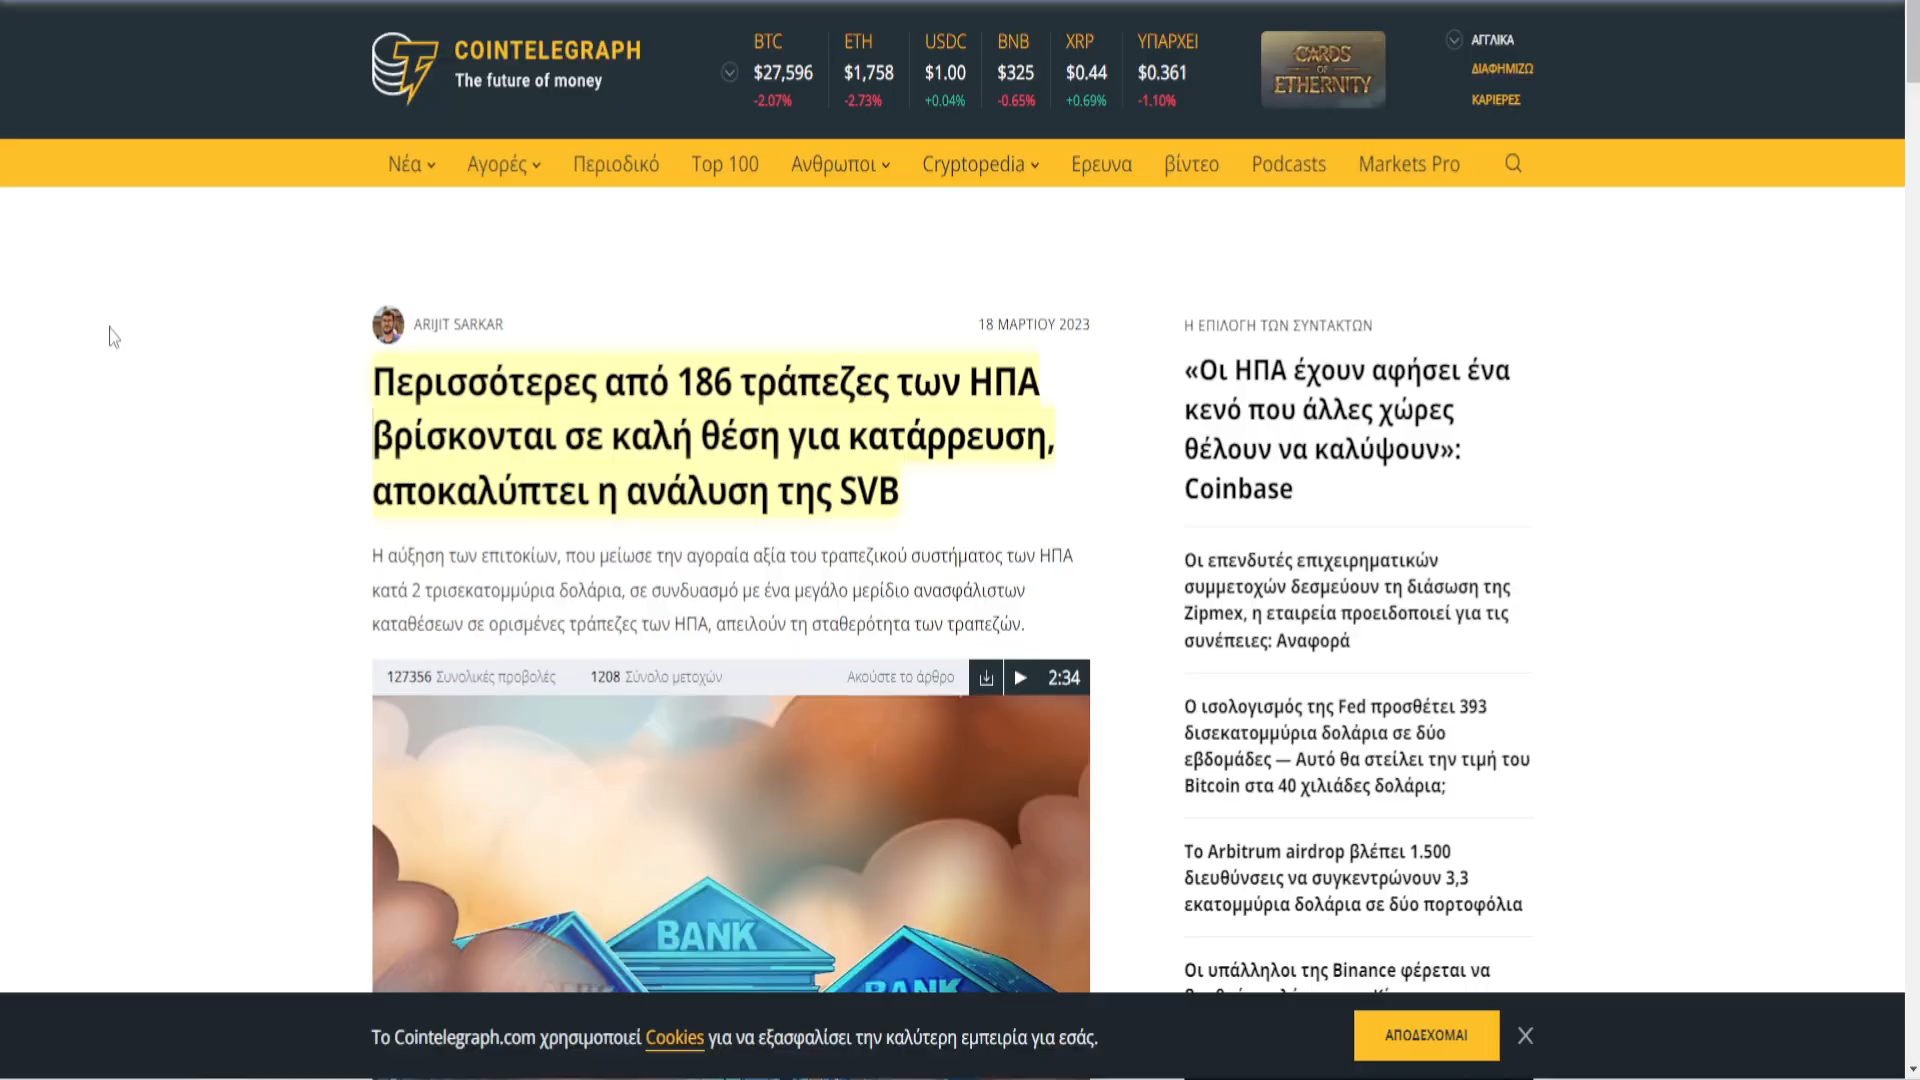 COINTELEGRAPH
The future of money
BTC
$27,596
-2.07%
ETH
$1,758
-2.73%
USDC
$1.00
+0.04%
BNB
$325
-0.65%
XRP
$0.44
+0.69%
ΥΠΑΡΧΕΙ
$0.361
-1.10%
CARDS
OF
ETHERNITY
ΑΓΓΛΙΚΑ
ΔΙΑΦΗΜΙΖΩ
ΚΑΡΙΕΡΕΣ
Νέα Αγορές Περιοδικό Top 100 Ανθρωποι Cryptopedia Ερευνα βίντεο Podcasts Markets Pro
ARIJIT SARKAR
18 ΜΑΡΤΙΟΥ 2023
Περισσότερες από 186 τράπεζες των ΗΠΑ
βρίσκονται σε καλή θέση για κατάρρευση,
αποκαλύπτει η ανάλυση της SVB
Η αύξηση των επιτοκίων, που μείωσε την αγοραία αξία του τραπεζικού συστήματος των ΗΠΑ
κατά 2 τρισεκατομμύρια δολάρια, σε συνδυασμό με ένα μεγάλο μερίδιο ανασφάλιστων
καταθέσεων σε ορισμένες τράπεζες των ΗΠΑ, απειλούν τη σταθερότητα των τραπεζών.
127356 Συνολικές προβολές 1208 Σύνολο μετοχών Ακούστε το άρθρο 2:34
BANK
BANK
Η ΕΠΙΛΟΓΗ ΤΩΝ ΣΥΝΤΑΚΤΩΝ
«Οι ΗΠΑ έχουν αφήσει ένα
κενό που άλλες χώρες
θέλουν να καλύψουν»:
Coinbase
Οι επενδυτές επιχειρηματικών
συμμετοχών δεσμεύουν τη διάσωση της
Zipmex, η εταιρεία προειδοποιεί για τις
συνέπειες: Αναφορά
Ο ισολογισμός της Fed προσθέτει 393
δισεκατομμύρια δολάρια σε δύο
εβδομάδες — Αυτό θα στείλει την τιμή του
Bitcoin στα 40 χιλιάδες δολάρια;
Το Arbitrum airdrop βλέπει 1.500
διευθύνσεις να συγκεντρώνουν 3,3
εκατομμύρια δολάρια σε δύο πορτοφόλια
Οι υπάλληλοι της Binance φέρεται να
Το Cointelegraph.com χρησιμοποιεί Cookies για να εξασφαλίσει την καλύτερη εμπειρία για εσάς.
ΑΠΟΔΕΧΟΜΑΙ